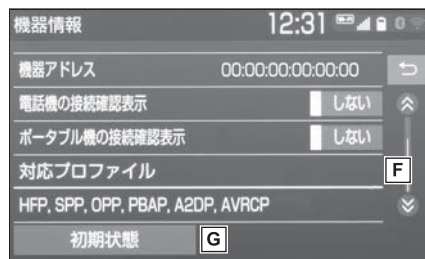 機器情報 12:31
機器アドレス 00:00:00:00:00:00
電話機の接続確認表示 しない
ポータブル機の接続確認表示 しない
対応プロファイル
F
HFP, SPP, OPP, PBAP, A2DP, AVRCP
初期状態 G